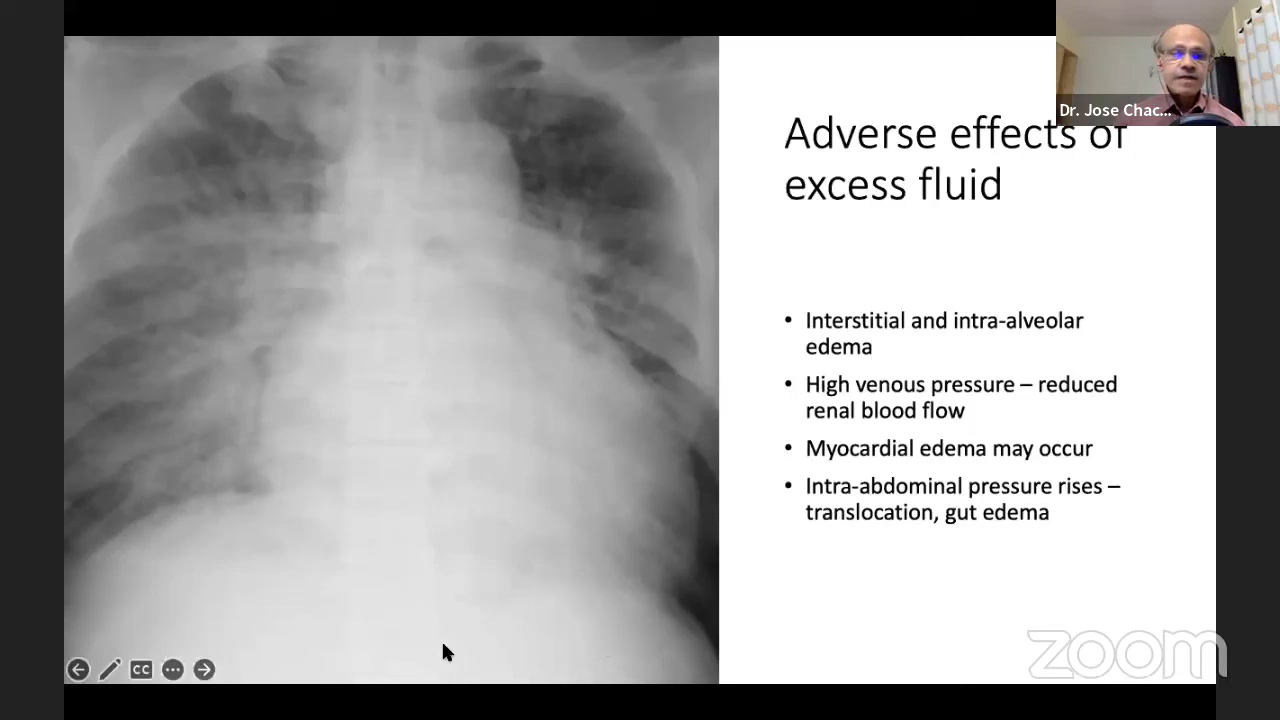 Dr. Jose Chac...
Adverse effects of
excess fluid
• Interstitial and intra-alveolar
edema
• High venous pressure – reduced
renal blood flow
• Myocardial edema may occur
• Intra-abdominal pressure rises –
translocation, gut edema
CC
zoom